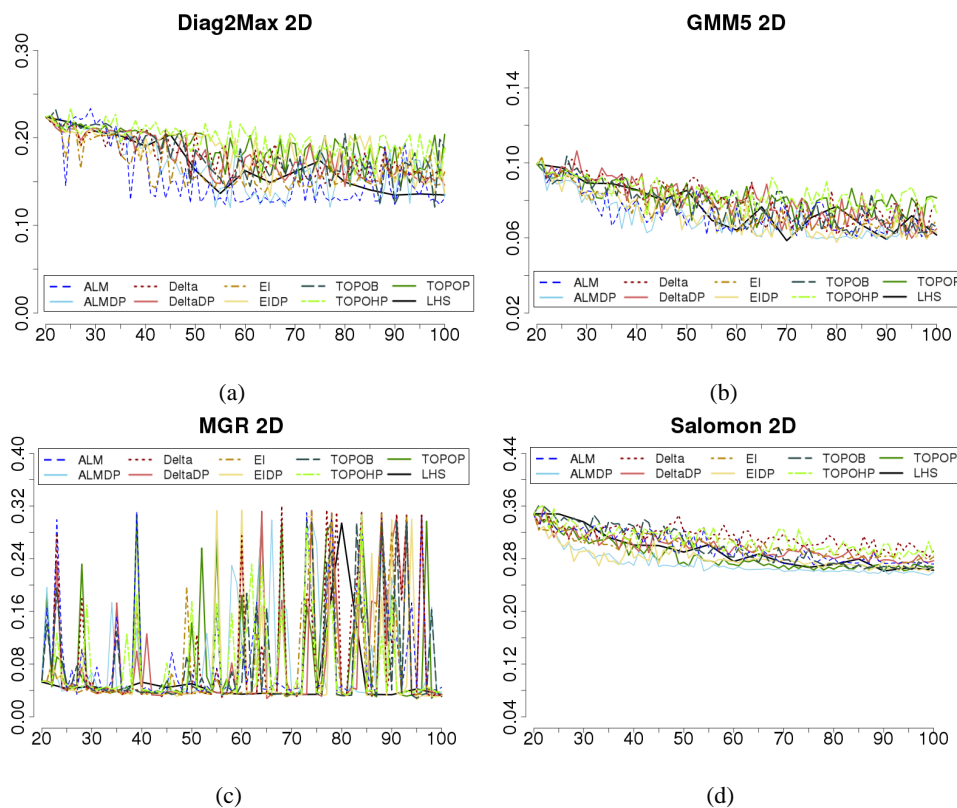 Diag2Max 2D
0.30
0.20
0.10
0.00
ALM Delta EI TOPOB TOPOP
ALMDP DeltaDP EIDP TOPOHP LHS
20 30 40 50 60 70 80 90 100
(a)
GMM5 2D
0.14
0.10
0.06
0.02
ALM Delta EI TOPOB TOPOP
ALMDP DeltaDP EIDP TOPOHP LHS
20 30 40 50 60 70 80 90 100
(b)
MGR 2D
ALM Delta EI TOPOB TOPOP
ALMDP DeltaDP EIDP TOPOHP LHS
0.40
0.32
0.24
0.16
0.08
0.00
20 30 40 50 60 70 80 90 100
(c)
Salomon 2D
ALM Delta EI TOPOB TOPOP
ALMDP DeltaDP EIDP TOPOHP LHS
0.44
0.36
0.28
0.20
0.12
0.04
20 30 40 50 60 70 80 90 100
(d)